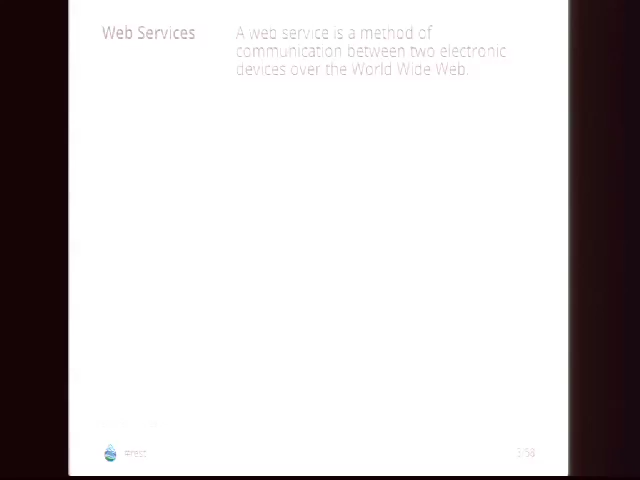 Web Services
A web service is a method of
communication between two electronic
devices over the World Wide Web.